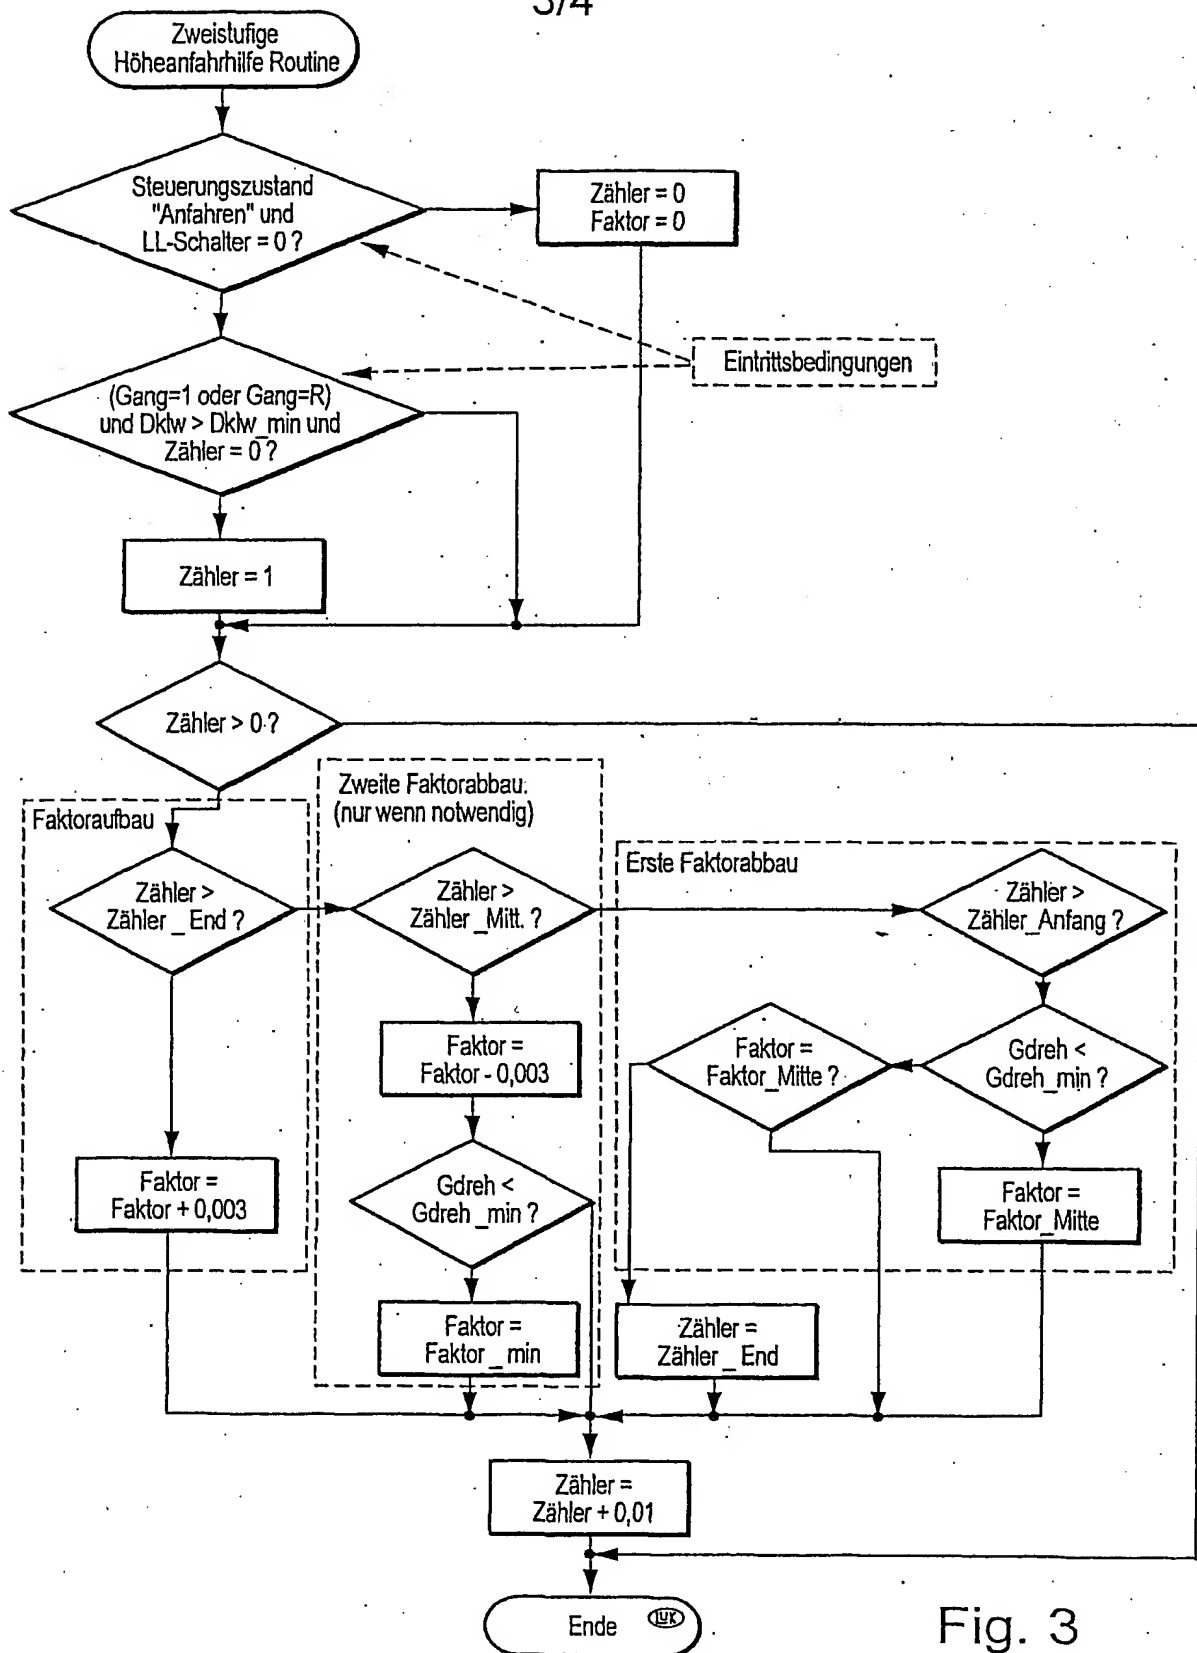 3/4
Zweistufige
Höheanfahrhilfe Routine
Steuerungszustand
"Anfahren" und
LL-Schalter = 0 ?
Zähler = 0
Faktor = 0
Eintrittsbedingungen
(Gang=1 oder Gang=R)
und Dklw > Dklw_min und
Zähler = 0 ?
Zähler = 1
Zähler > 0 ?
Faktoraufbau
Zähler >
Zähler _ End ?
Faktor =
Faktor + 0,003
Zweite Faktorabbau.
(nur wenn notwendig)
Zähler >
Zähler_Mitt. ?
Faktor =
Faktor - 0,003
Gdreh <
Gdreh _min ?
Faktor =
Faktor _ min
Erste Faktorabbau
Zähler >
Zähler_Anfang ?
Gdreh <
Gdreh_min ?
Faktor =
Faktor_Mitte ?
Faktor =
Faktor_Mitte
Zähler =
Zähler _ End
Zähler =
Zähler + 0,01
Ende
LUK
Fig. 3